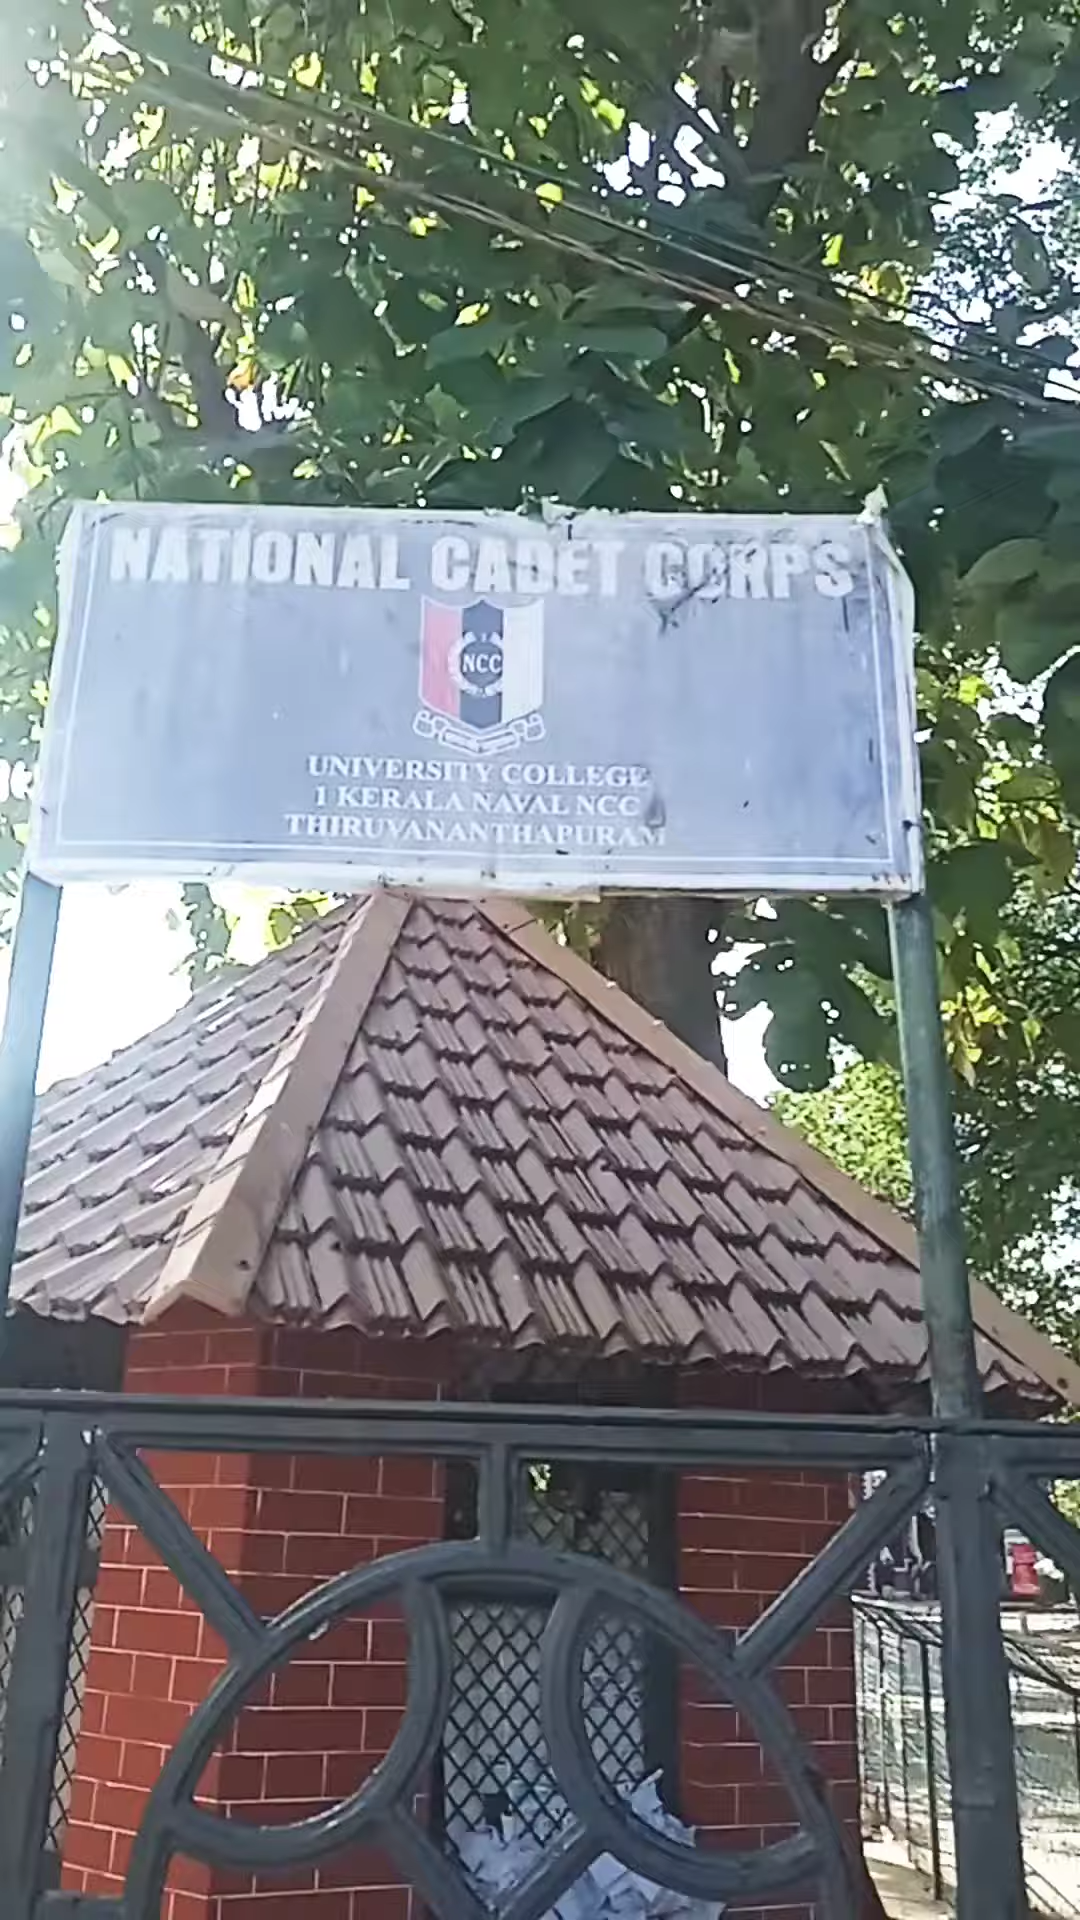 NATIONAL CADET CORPS
NCC
UNIVERSITY COLLEGE
1 KERALA NAVAL NCC
THIRUVANANTHAPURAM